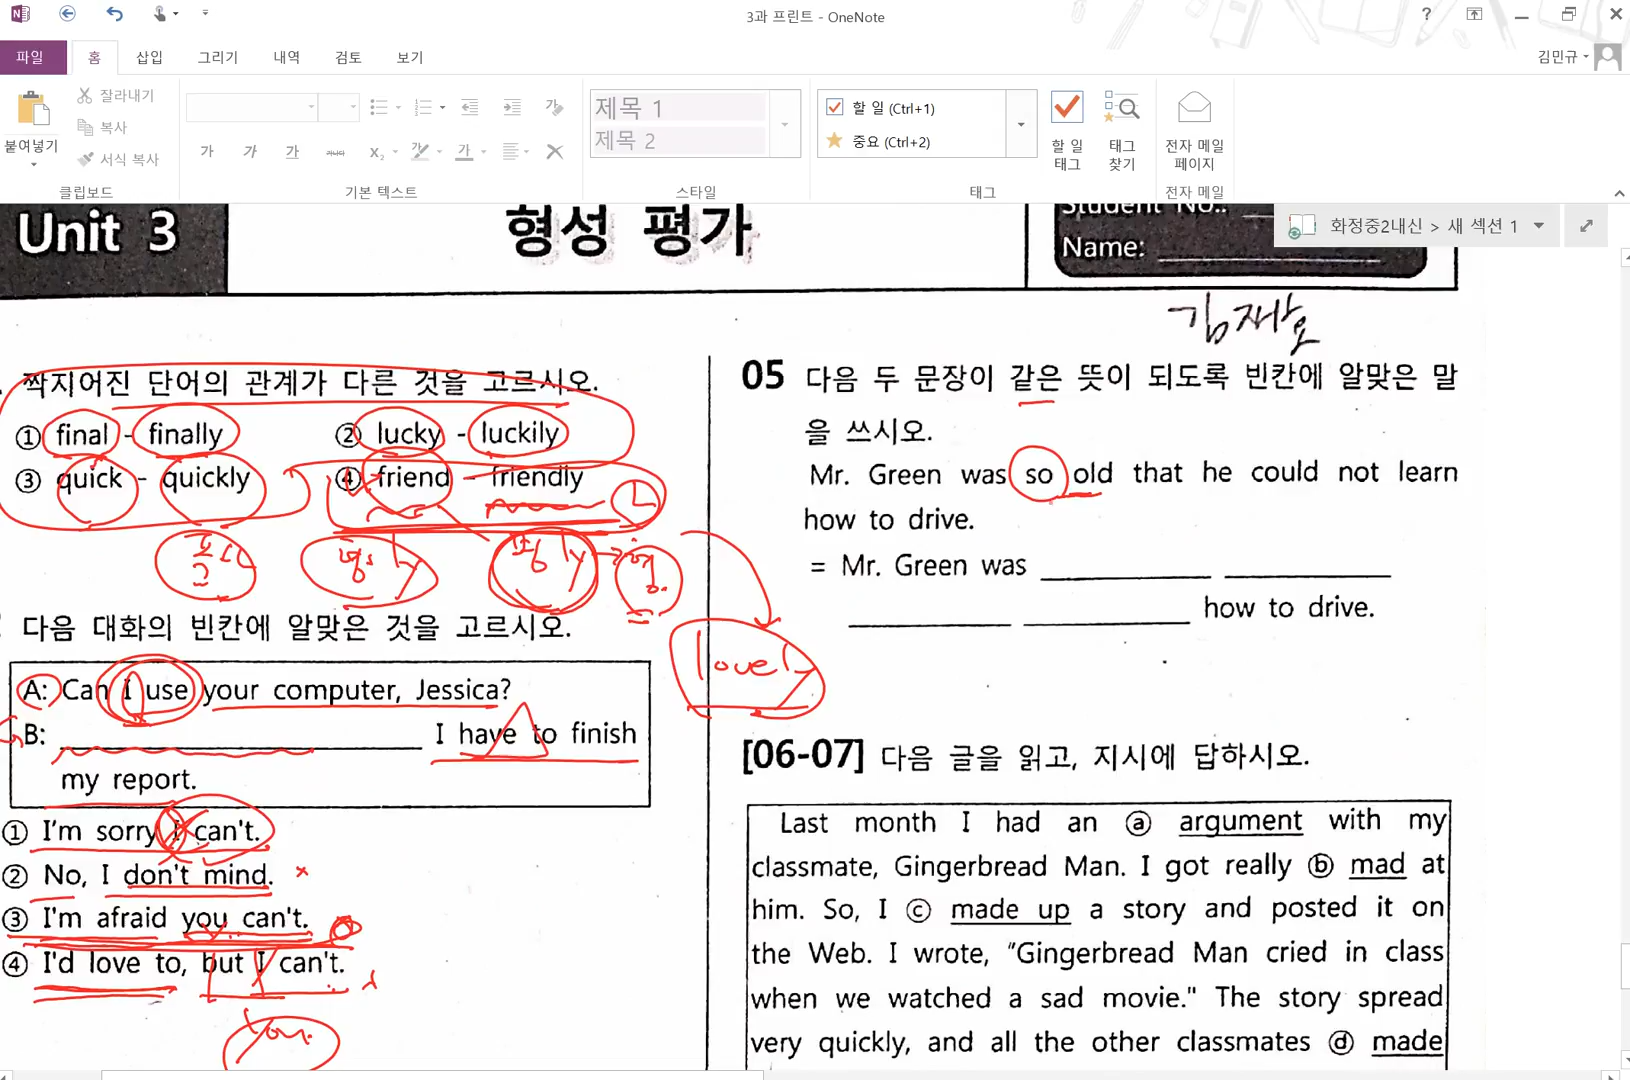 3과 프린트 - OneNote
파일 홈 삽입 그리기 내역 검토 보기
김민규
붙여넣기
잘라내기
복사
서식 복사
클립보드
가 가 가 가나다 가
기본 텍스트
제목 1
제목 2
스타일
할 일 (Ctrl+1)
중요 (Ctrl+2)
할 일 태그
태그 찾기
태그
전자 메일 페이지
전자 메일
화정중2내신 > 새 섹션 1
Unit 3
형성 평가
Student No.:
Name:
짝지어진 단어의 관계가 다른 것을 고르시오.
① final - finally ② lucky - luckily
③ quick - quickly ④ friend - friendly
lovely
다음 대화의 빈칸에 알맞은 것을 고르시오.
A: Can I use your computer, Jessica?
B: I have to finish
my report.
① I'm sorry I can't.
② No, I don't mind.
③ I'm afraid you can't.
④ I'd love to, but I can't.
you
05 다음 두 문장이 같은 뜻이 되도록 빈칸에 알맞은 말
을 쓰시오.
Mr. Green was so old that he could not learn
how to drive.
= Mr. Green was
how to drive.
[06-07] 다음 글을 읽고, 지시에 답하시오.
Last month I had an ⓐ argument with my
classmate, Gingerbread Man. I got really ⓑ mad at
him. So, I ⓒ made up a story and posted it on
the Web. I wrote, "Gingerbread Man cried in class
when we watched a sad movie." The story spread
very quickly, and all the other classmates ⓓ made